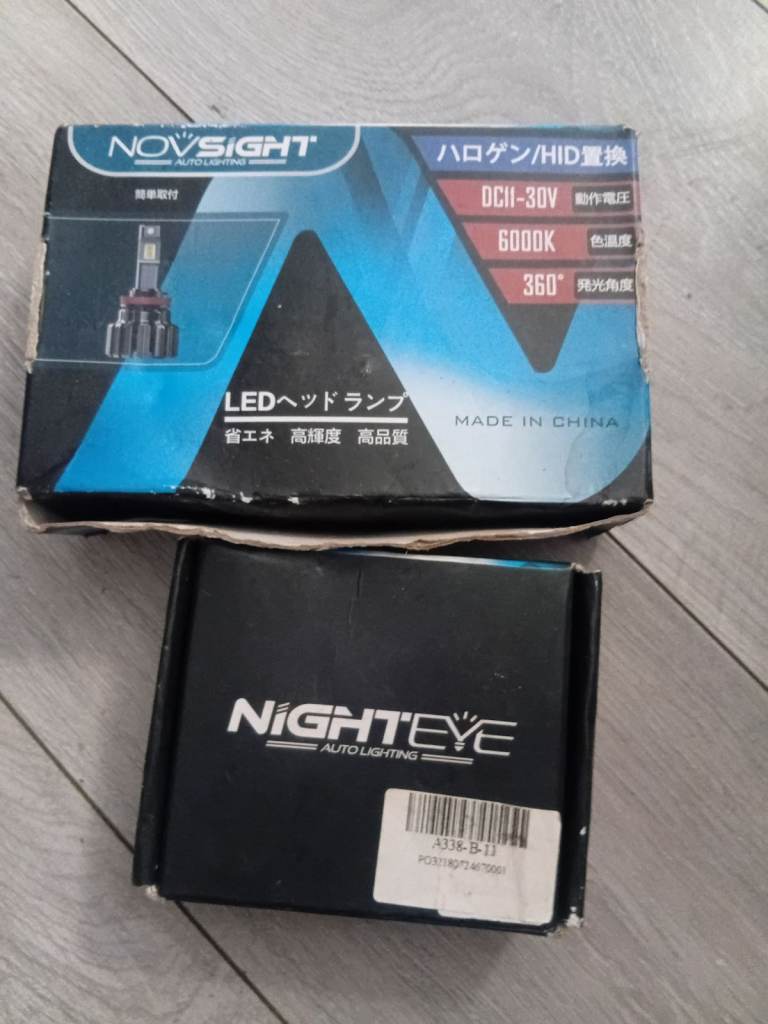 NOVSIGHT
AUTO LIGHTING
ハロゲン/HID置換
簡単取付
DC11-30V 動作電圧
6000K 色温度
360° 発光角度
LEDヘッドランプ
省エネ 高輝度 高品質
MADE IN CHINA
NIGHTEYE
AUTO LIGHTING
A338-B-11